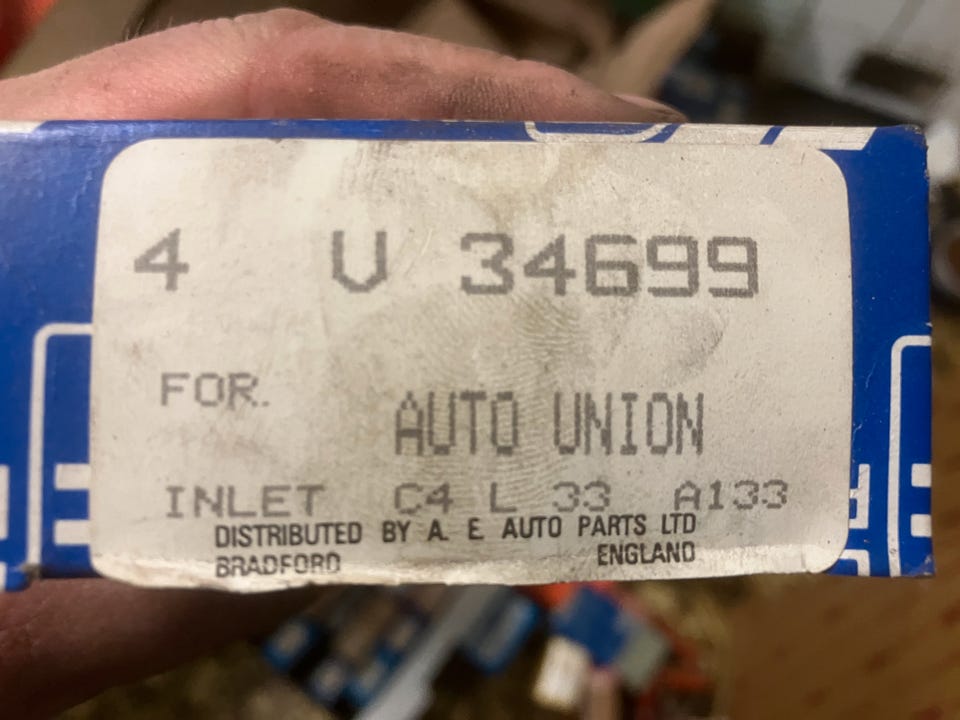 4 V 34699
FOR. AUTO UNION
INLET C4 L 33 A133
DISTRIBUTED BY A. E. AUTO PARTS LTD
BRADFORD ENGLAND